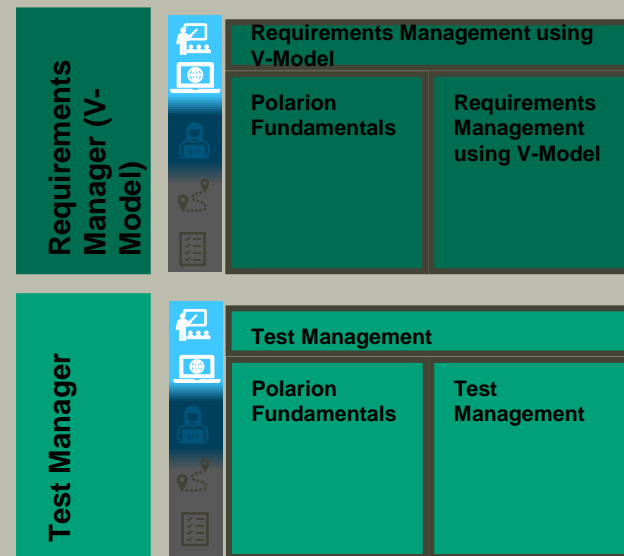 Requirements
Manager (V-
Model)
Requirements Management using
V-Model
Polarion
Fundamentals
Requirements
Management
using V-Model
Test Manager
Test Management
Polarion
Fundamentals
Test
Management